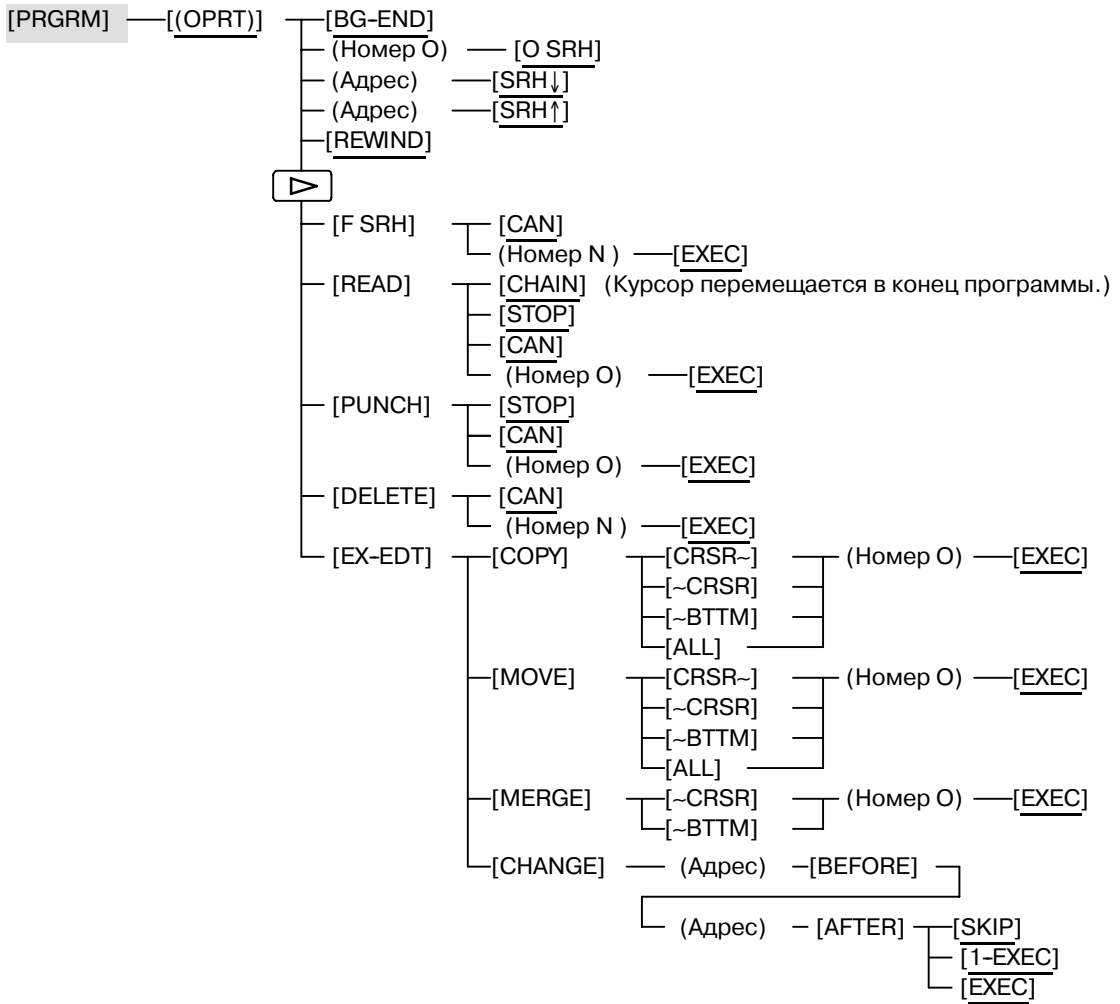 [PRGRM] [(OPRT)] [BG-END]
(Номер O) [O SRH]
(Адрес) [SRH↓]
(Адрес) [SRH↑]
[REWIND]
[F SRH] [CAN]
(Номер N ) [EXEC]
[READ] [CHAIN] (Курсор перемещается в конец программы.)
[STOP]
[CAN]
(Номер O) [EXEC]
[PUNCH] [STOP]
[CAN]
(Номер O) [EXEC]
[DELETE] [CAN]
(Номер N ) [EXEC]
[EX-EDT] [COPY] [CRSR~] (Номер O) [EXEC]
[~CRSR]
[~BTTM]
[ALL]
[MOVE] [CRSR~] (Номер O) [EXEC]
[~CRSR]
[~BTTM]
[ALL]
[MERGE] [~CRSR] (Номер O) [EXEC]
[~BTTM]
[CHANGE] (Адрес) [BEFORE]
(Адрес) [AFTER] [SKIP]
[1-EXEC]
[EXEC]